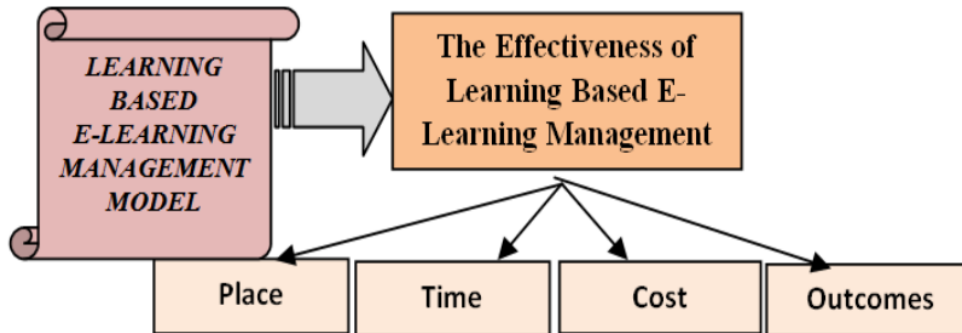 LEARNING
BASED
E-LEARNING
MANAGEMENT
MODEL
The Effectiveness of
Learning Based E-
Learning Management
Place
Time
Cost
Outcomes